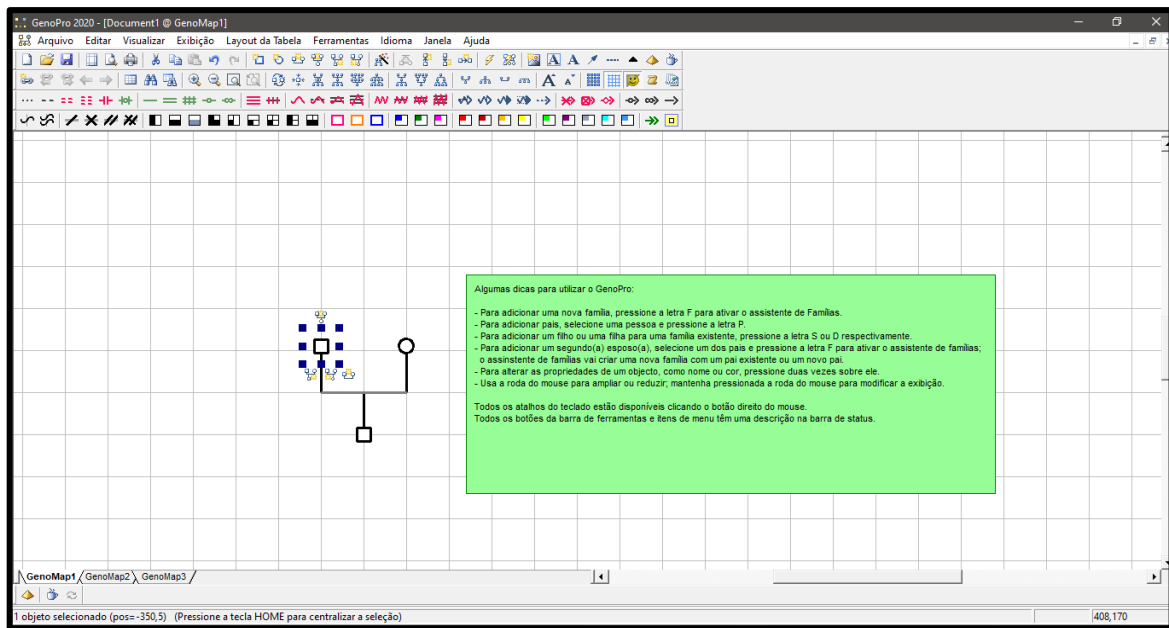 GenoPro 2020 - [Document1 @ GenoMap1]
Arquivo Editar Visualizar Exibição Layout da Tabela Ferramentas Idioma Janela Ajuda
Algumas dicas para utilizar o GenoPro:
- Para adicionar uma nova família, pressione a letra F para ativar o assistente de Famílias.
- Para adicionar pais, selecione uma pessoa e pressione a letra P.
- Para adicionar um filho ou uma filha para uma família existente, pressione a letra S ou D respectivamente.
- Para adicionar um segundo(a) esposo(a), selecione um dos pais e pressione a letra F para ativar o assistente de famílias;
o assinstente de famílias vai criar uma nova família com um pai existente ou um novo pai.
- Para alterar as propriedades de um objecto, como nome ou cor, pressione duas vezes sobre ele.
- Usa a roda do mouse para ampliar ou reduzir; mantenha pressionada a roda do mouse para modificar a exibição.
Todos os atalhos do teclado estão disponíveis clicando o botão direito do mouse.
Todos os botões da barra de ferramentas e itens de menu têm uma descrição na barra de status.
GenoMap1 GenoMap2 GenoMap3
1 objeto selecionado (pos=-350,5) (Pressione a tecla HOME para centralizar a seleção) 408,170